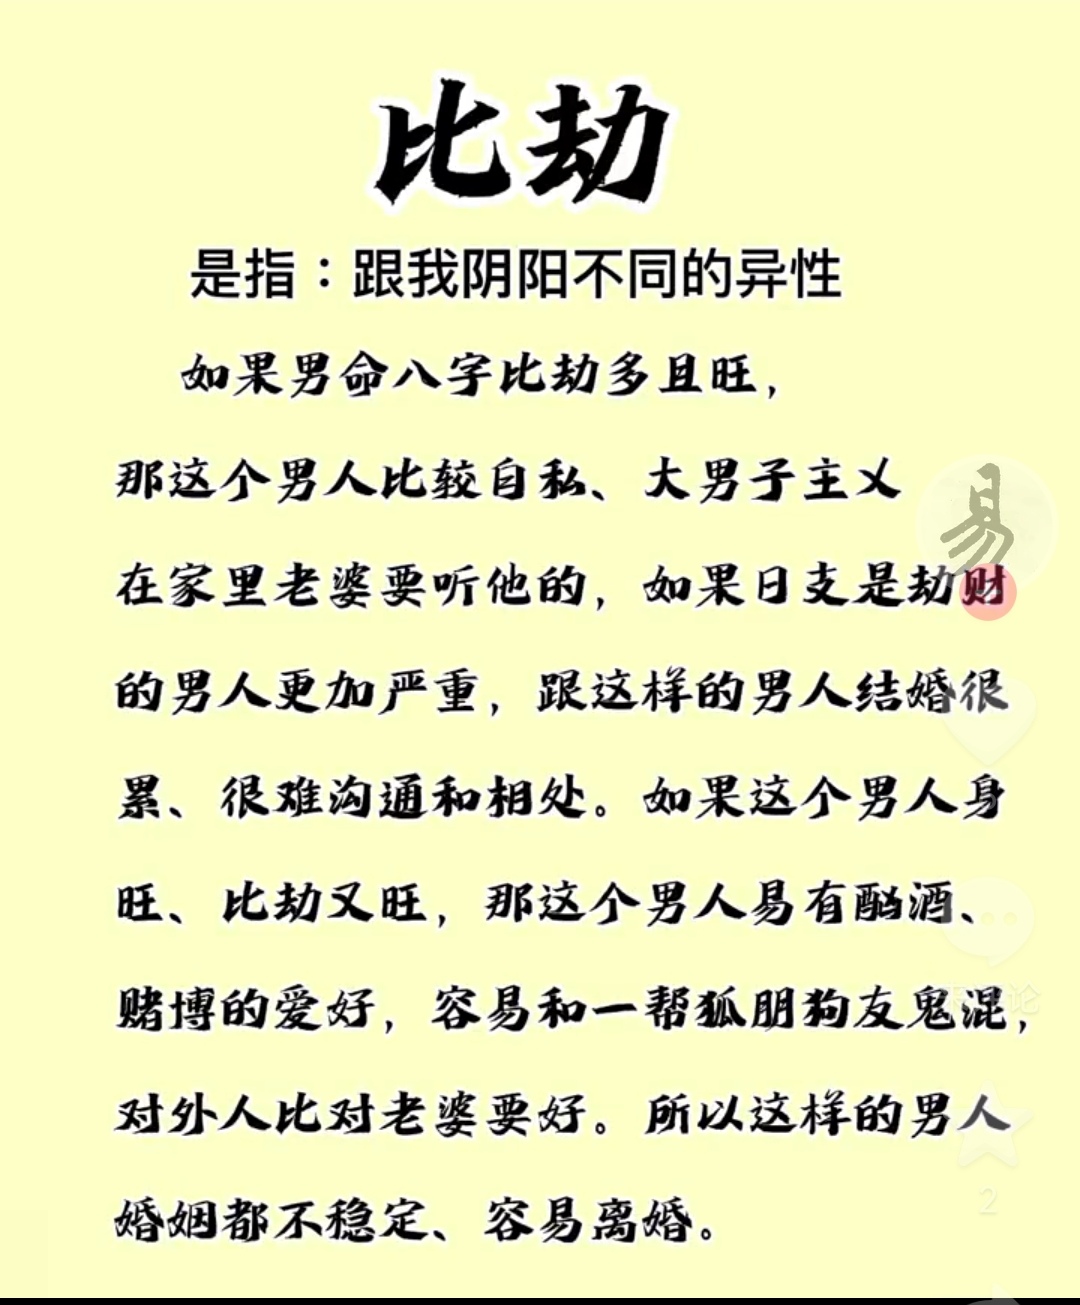 比劫
是指：跟我阴阳不同的异性
如果男命八字比劫多且旺，
那这个男人比较自私、大男子主义
在家里老婆要听他的，如果日支是劫财
的男人更加严重，跟这样的男人结婚很
累、很难沟通和相处。如果这个男人身
旺、比劫又旺，那这个男人易有酗酒、
赌博的爱好，容易和一帮狐朋狗友鬼混，
对外人比对老婆要好。所以这样的男人
婚姻都不稳定、容易离婚。
易
2